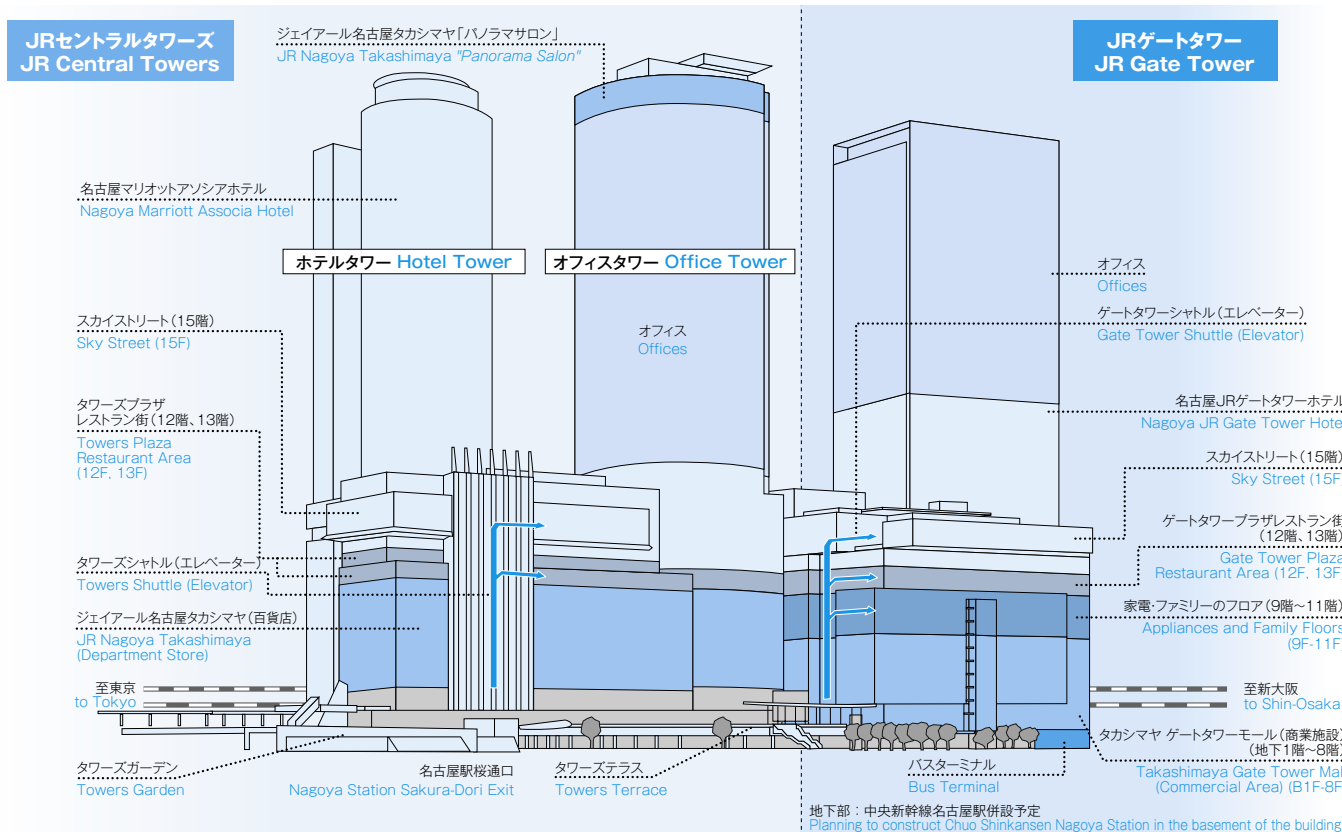 JRセントラルタワーズ
JR Central Towers
ジェイアール名古屋タカシマヤ「パノラマサロン」
JR Nagoya Takashimaya "Panorama Salon"
JRゲートタワー
JR Gate Tower
名古屋マリオットアソシアホテル
Nagoya Marriott Associa Hotel
ホテルタワー Hotel Tower
オフィスタワー Office Tower
オフィス
Offices
スカイストリート(15階)
Sky Street (15F)
タワーズプラザ
レストラン街(12階、13階)
Towers Plaza
Restaurant Area
(12F, 13F)
タワーズシャトル(エレベーター)
Towers Shuttle (Elevator)
ジェイアール名古屋タカシマヤ(百貨店)
JR Nagoya Takashimaya
(Department Store)
至東京
to Tokyo
タワーズガーデン
Towers Garden
名古屋駅桜通口
Nagoya Station Sakura-Dori Exit
タワーズテラス
Towers Terrace
オフィス
Offices
ゲートタワーシャトル(エレベーター)
Gate Tower Shuttle (Elevator)
名古屋JRゲートタワーホテル
Nagoya JR Gate Tower Hote
スカイストリート(15階)
Sky Street (15F
ゲートタワープラザレストラン街
(12階、13階)
Gate Tower Plaza
Restaurant Area (12F, 13F
家電・ファミリーのフロア(9階〜11階)
Appliances and Family Floors
(9F-11F
至新大阪
to Shin-Osaka
タカシマヤ ゲートタワーモール(商業施設)
(地下1階〜8階)
Takashimaya Gate Tower Mal
(Commercial Area) (B1F-8F
バスターミナル
Bus Terminal
地下部:中央新幹線名古屋駅併設予定
Planning to construct Chuo Shinkansen Nagoya Station in the basement of the building